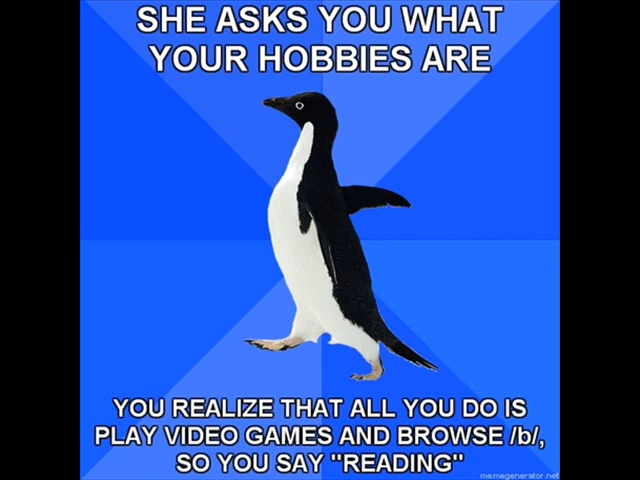 SHE ASKS YOU WHAT
YOUR HOBBIES ARE
YOU REALIZE THAT ALL YOU DO IS
PLAY VIDEO GAMES AND BROWSE /b/,
SO YOU SAY "READING"
memegenerator.net